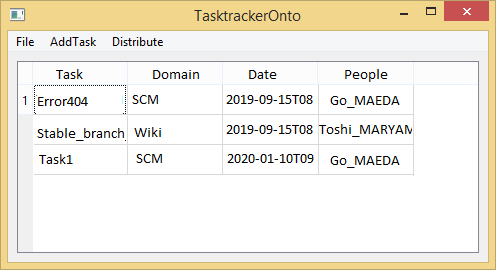 TasktrackerOnto
File AddTask Distribute
Task Domain Date People
1 Error404 SCM 2019-09-15T08 Go_MAEDA
Stable_branch_ Wiki 2019-09-15T08 Toshi_MARYAM
Task1 SCM 2020-01-10T09 Go_MAEDA